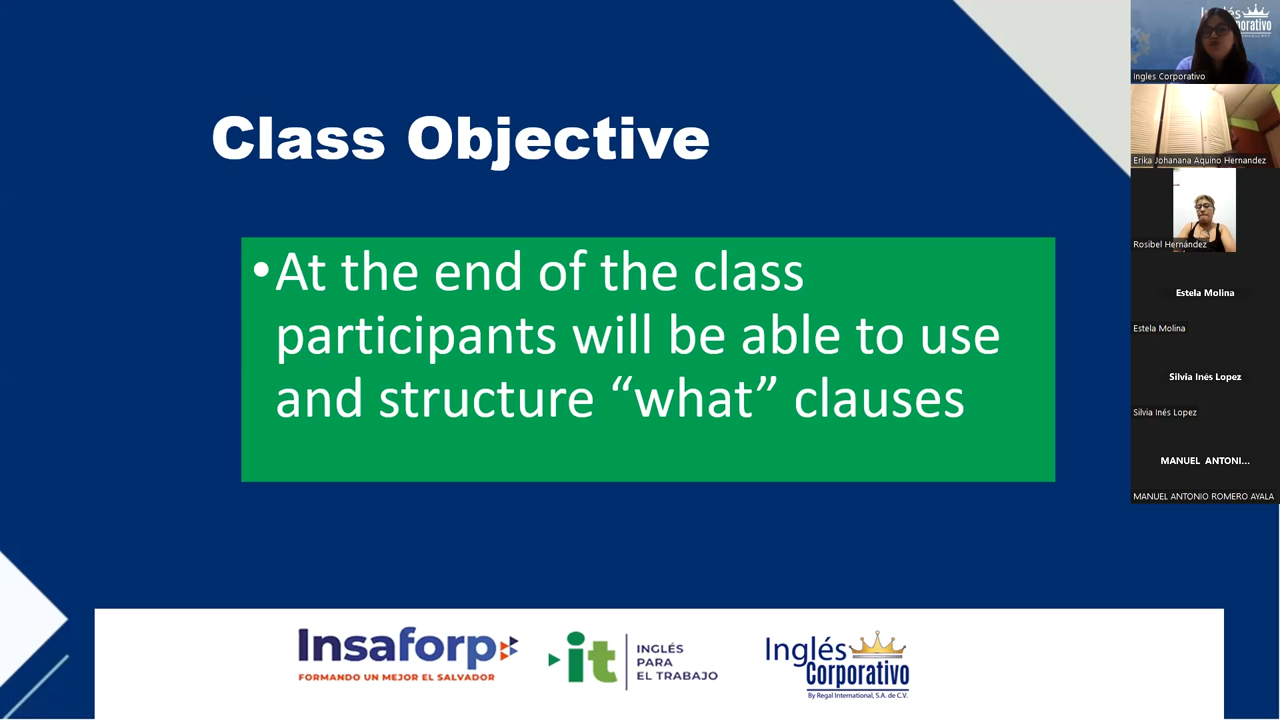 Class Objective
•At the end of the class
participants will be able to use
and structure “what” clauses
Insaforp
FORMANDO UN MEJOR EL SALVADOR
it
INGLÉS
PARA
EL TRABAJO
Inglés
Corporativo
By Regal International, S.A. de C.V.
Ingles Corporativo
Erika Johanana Aquino Hernandez
Rosibel Hernández
Estela Molina
Estela Molina
Silvia Inés Lopez
Silvia Inés Lopez
MANUEL ANTONI...
MANUEL ANTONIO ROMERO AYALA